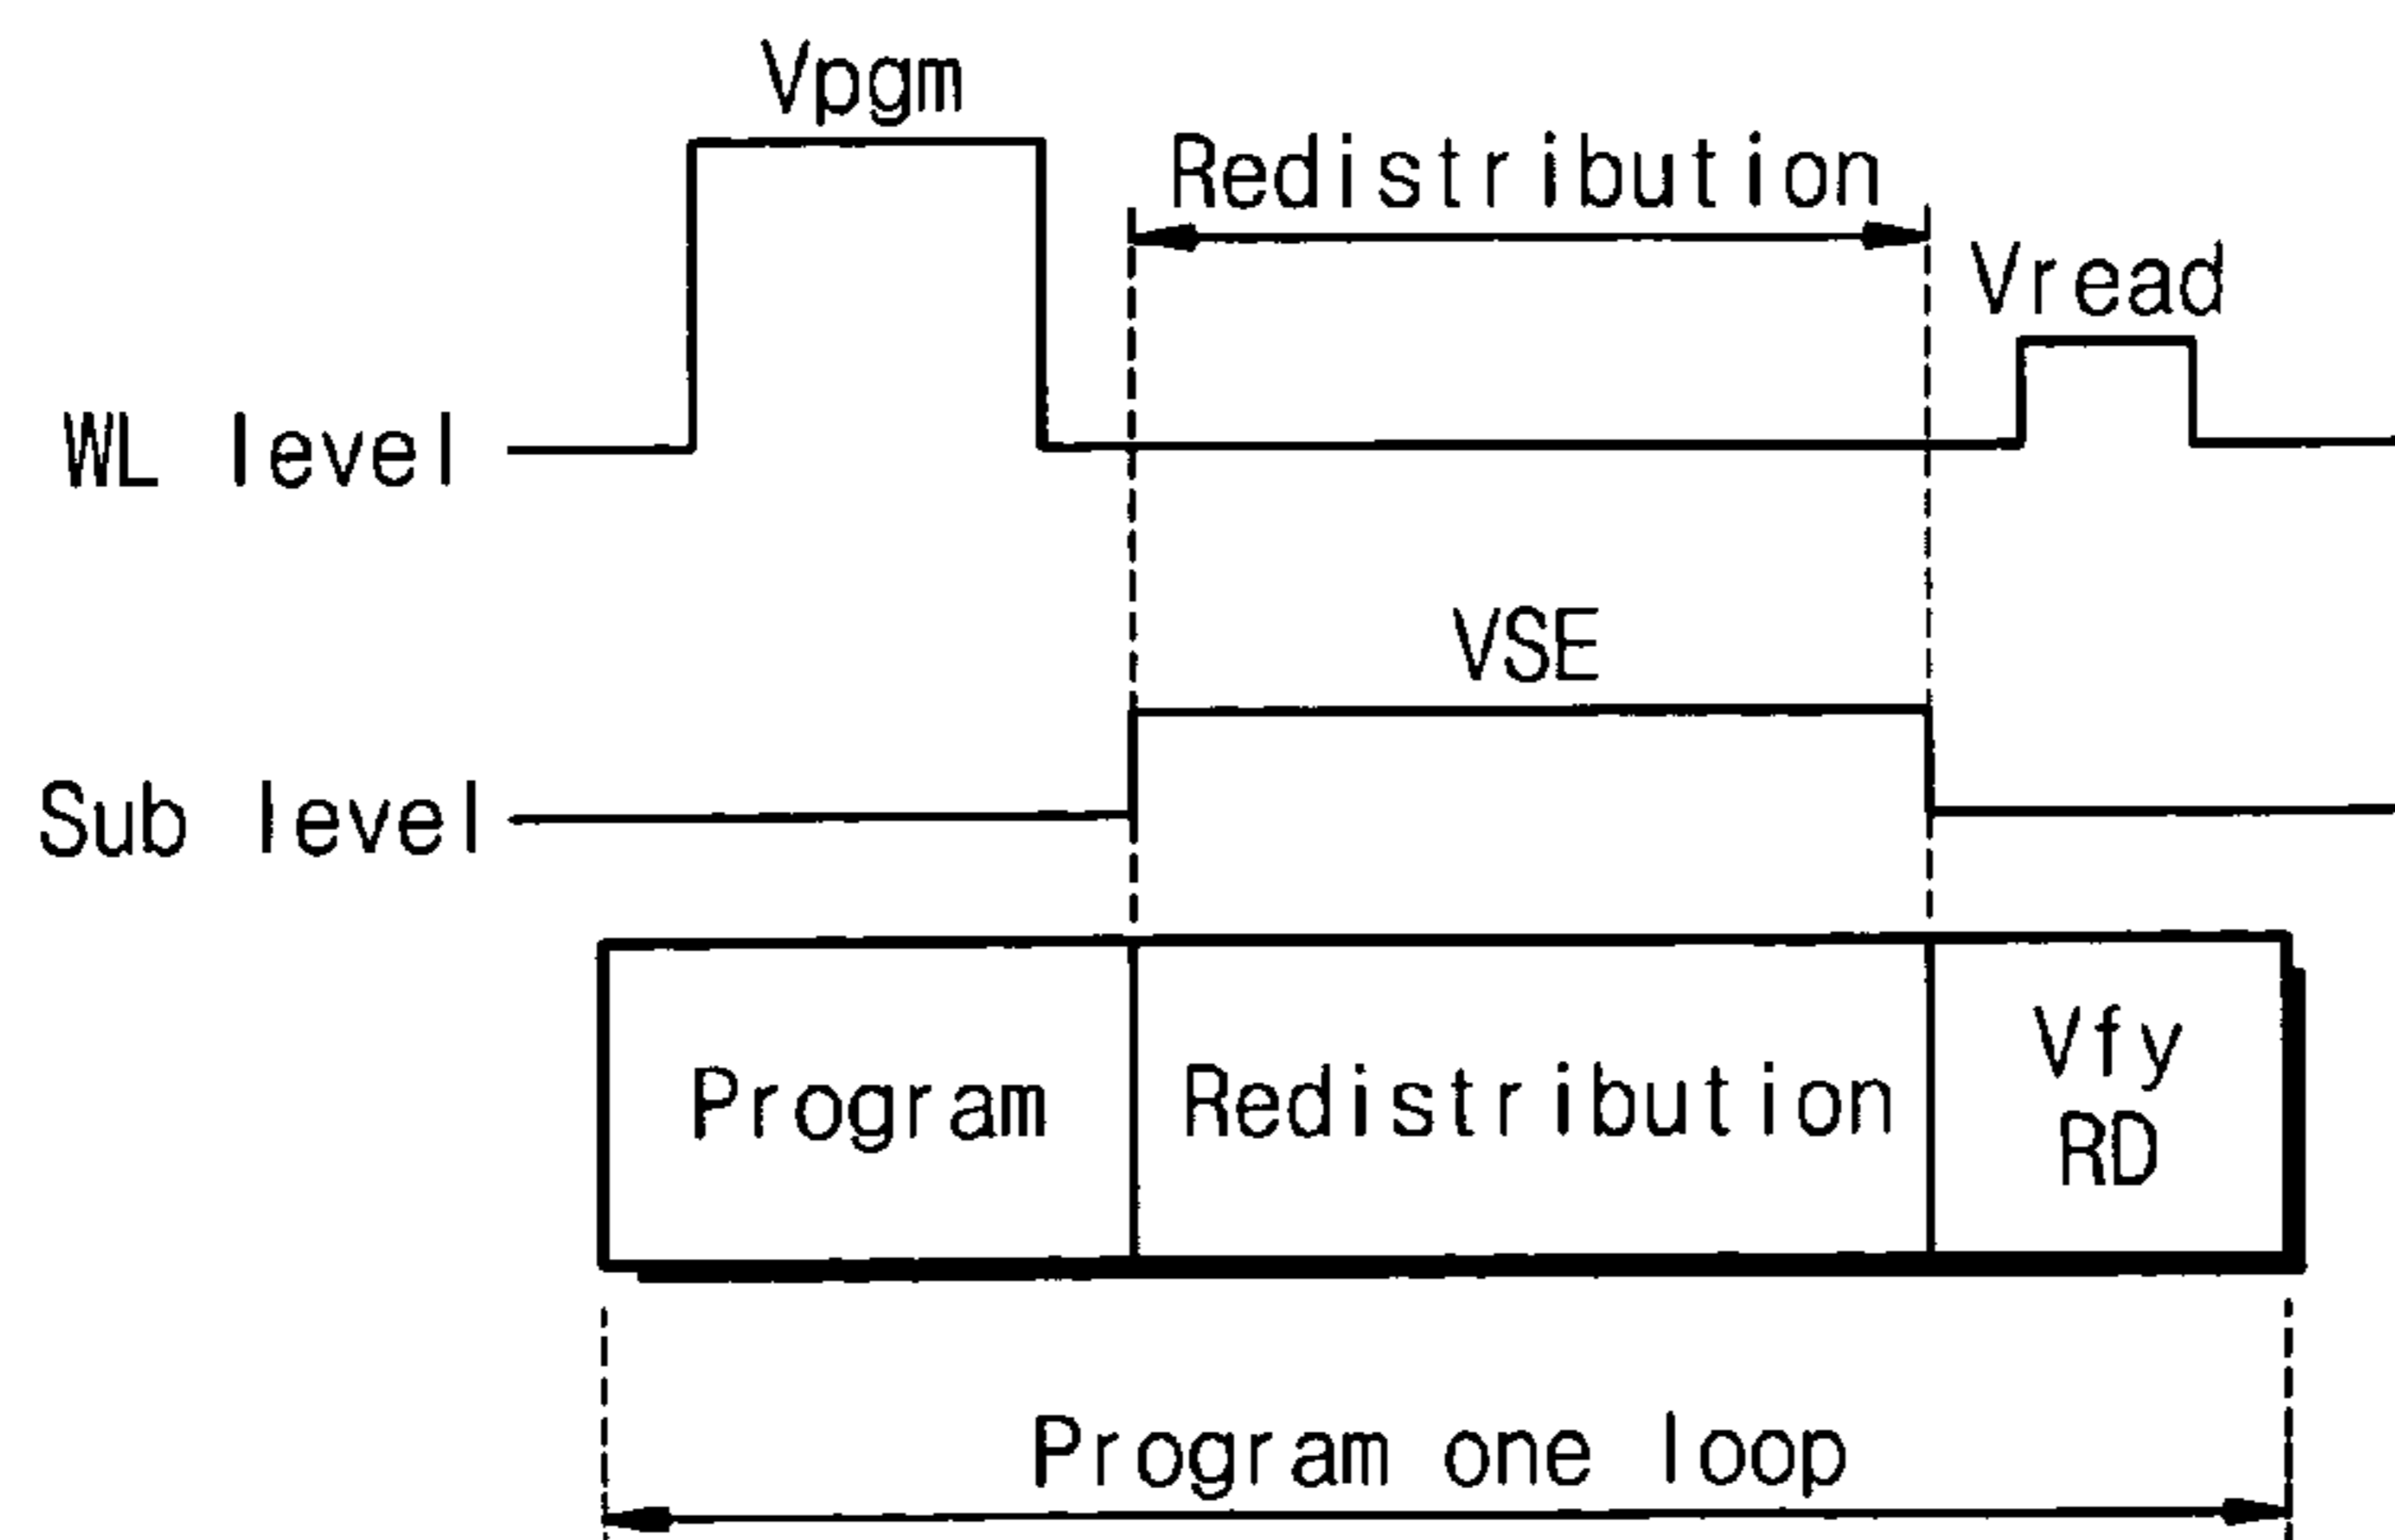 Vpgm
Redistribution
Vread
WL level
VSE
Sub level
Program
Redistribution
Vfy
RD
Program one loop